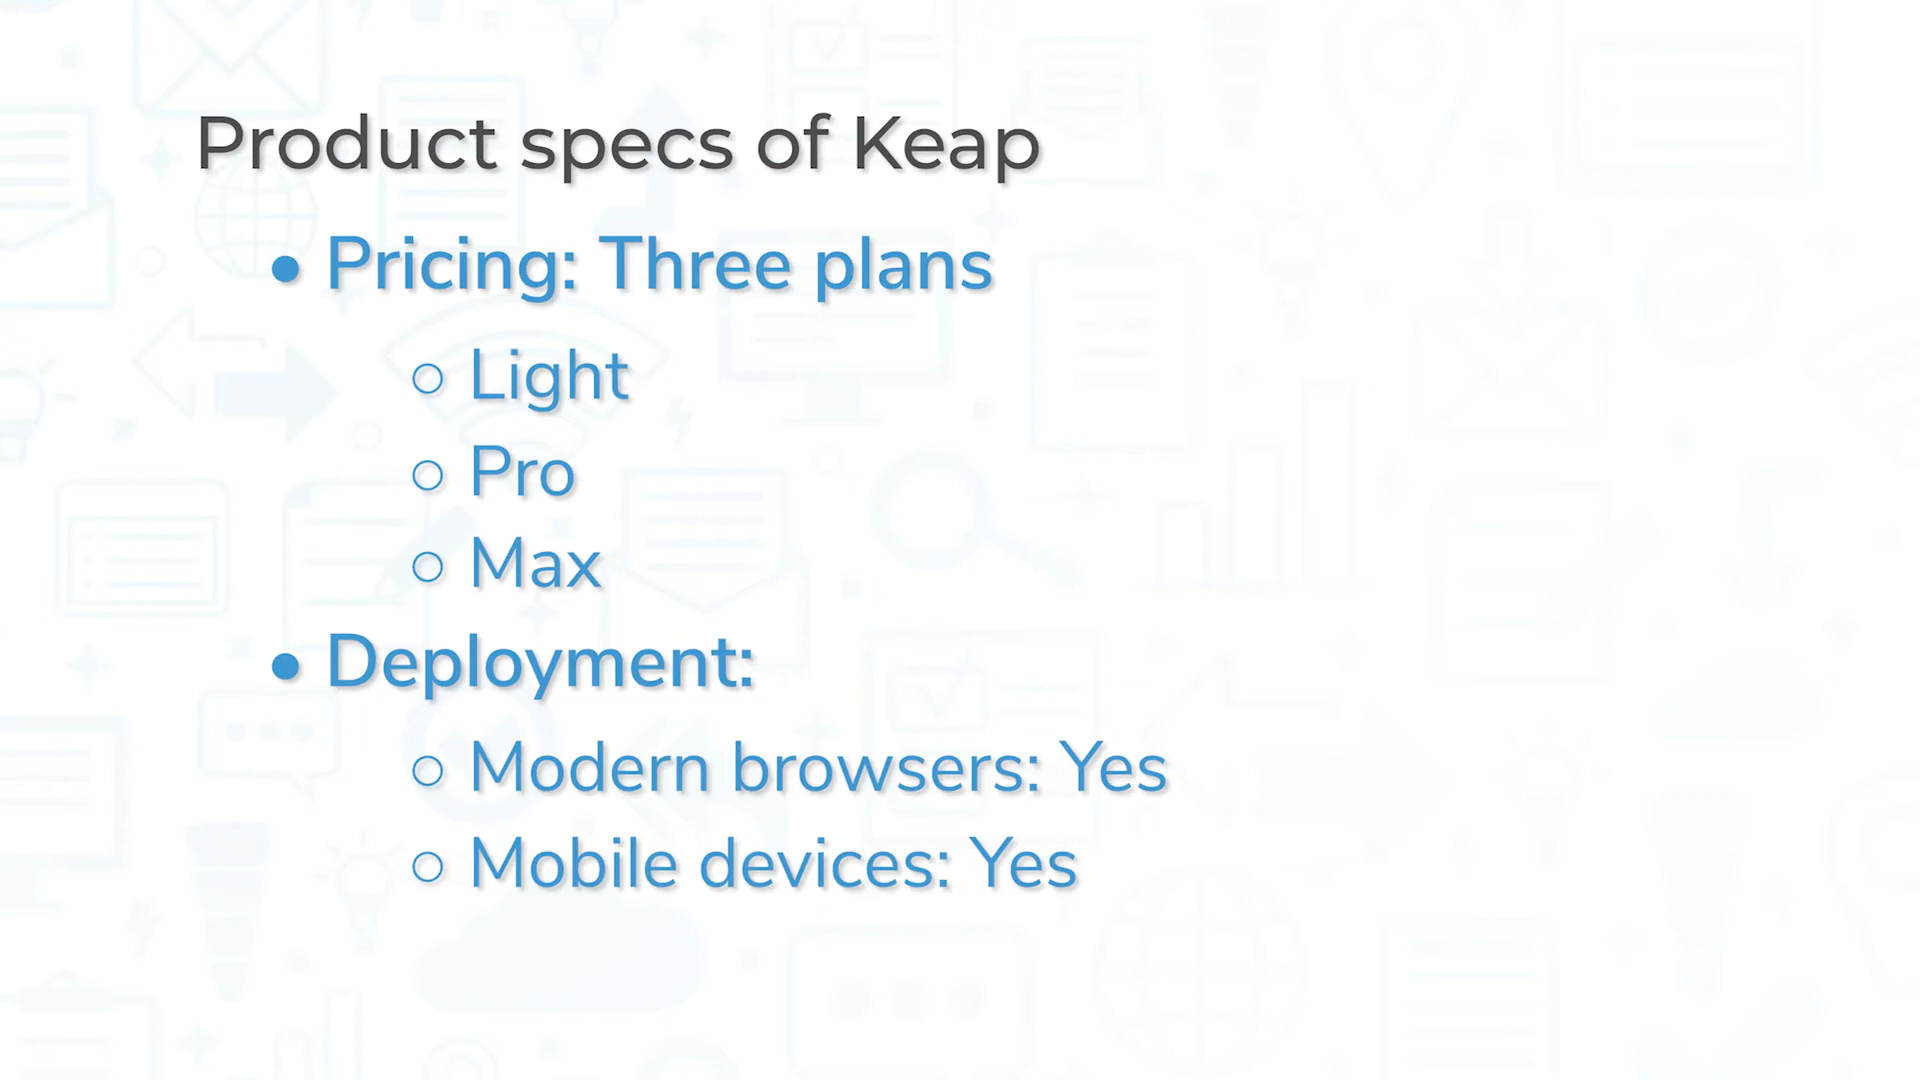 Product specs of Keap
• Pricing: Three plans
○ Light
○ Pro
○ Max
• Deployment:
○ Modern browsers: Yes
○ Mobile devices: Yes